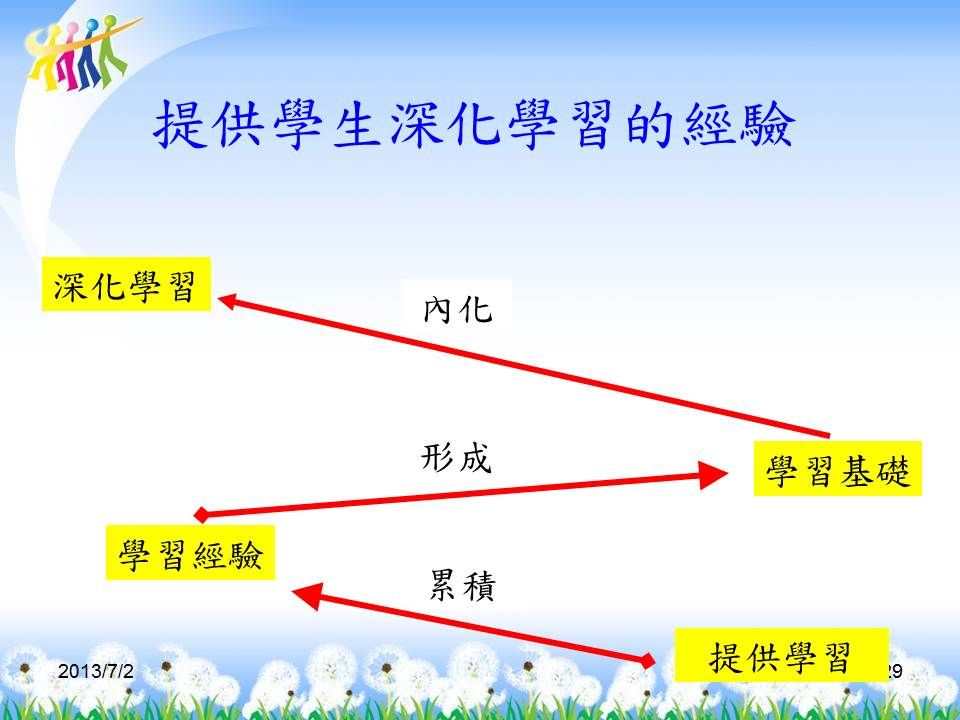 提供學生深化學習的經驗
深化學習
內化
形成
學習基礎
學習經驗
累積
提供學習
2013/7/2
29